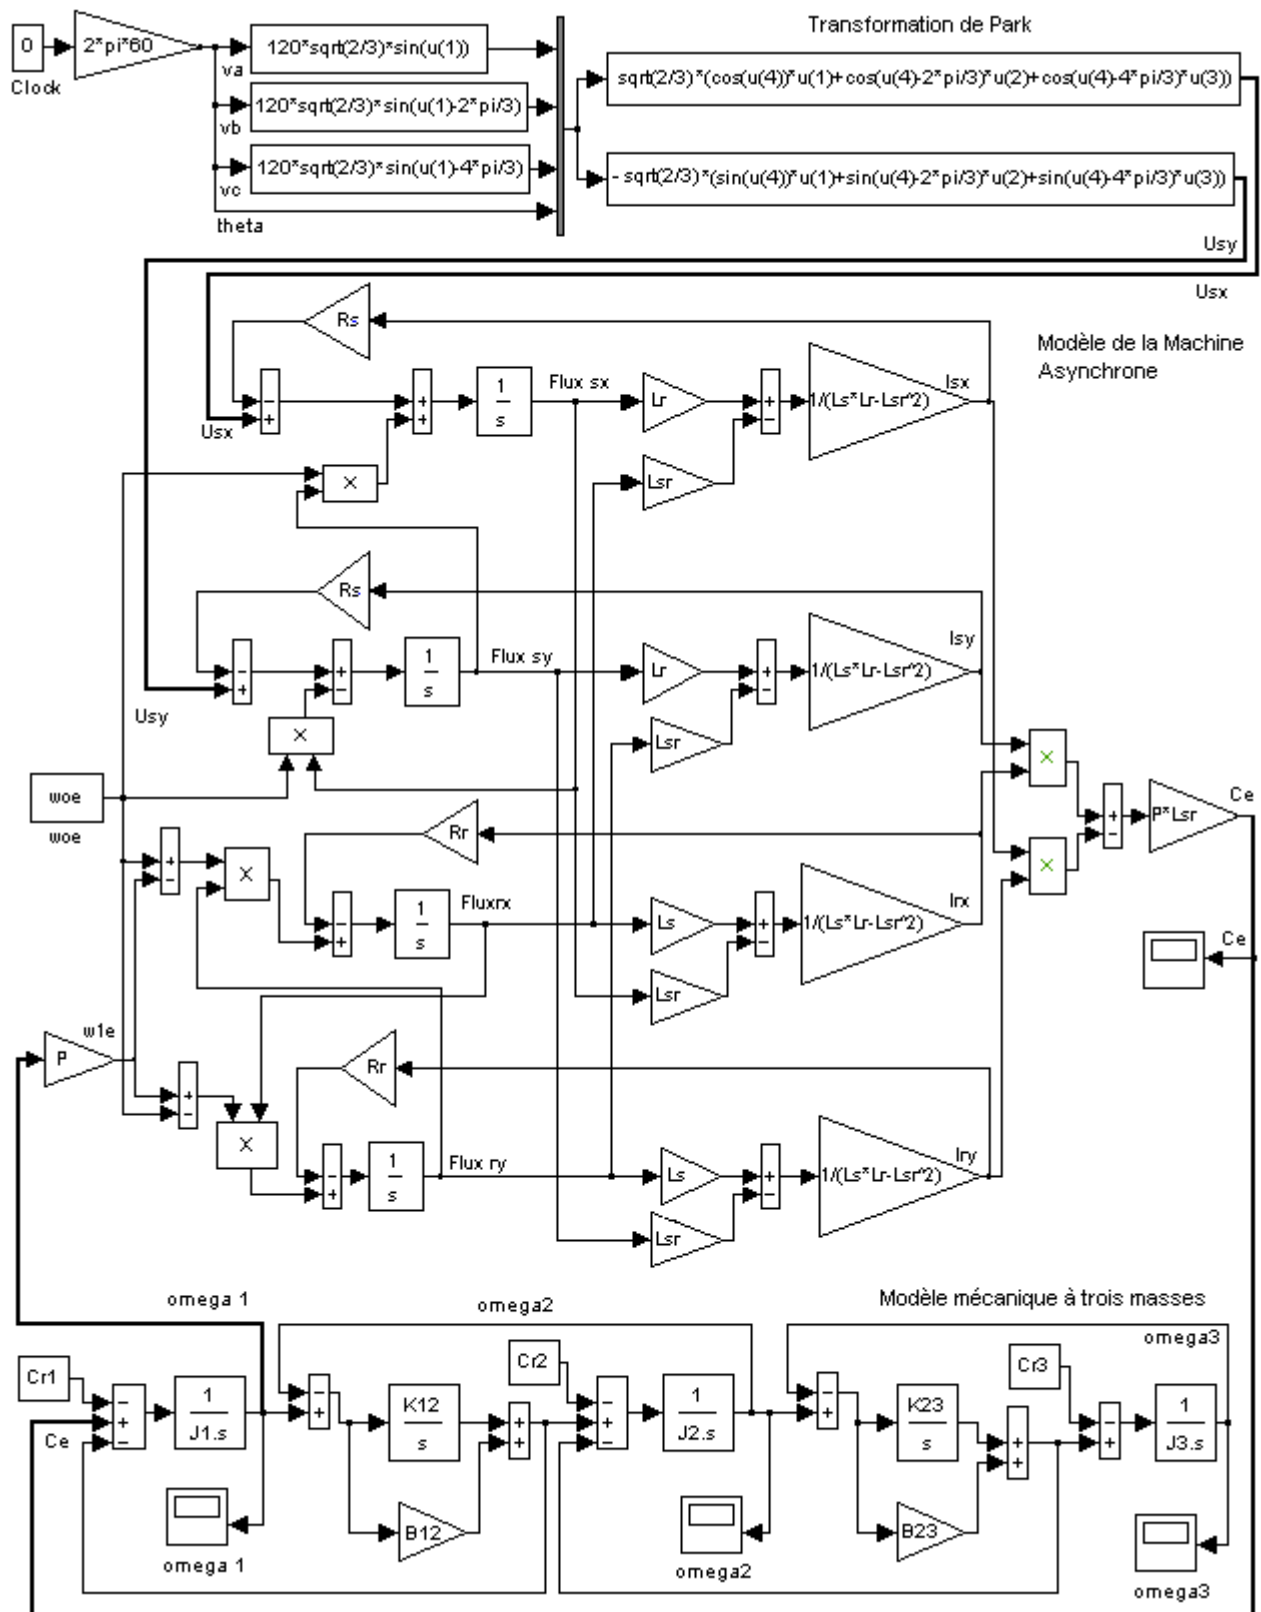 Transformation de Park
0
2*pi*60
120*sqrt(2/3)*sin(u(1))
sqrt(2/3)*(cos(u(4))*u(1)+cos(u(4)-2*pi/3)*u(2)+cos(u(4)-4*pi/3)*u(3))
Clock
va
120*sqrt(2/3)*sin(u(1)-2*pi/3)
vb
120*sqrt(2/3)*sin(u(1)-4*pi/3)
- sqrt(2/3)*(sin(u(4))*u(1)+sin(u(4)-2*pi/3)*u(2)+sin(u(4)-4*pi/3)*u(3))
vc
theta
Usy
Usx
Rs
Modèle de la Machine
Asynchrone
Flux sx
Isx
1
s
Lr
1/(Ls*Lr-Lsr^2)
Usx
Lsr
Rs
Isy
1
s
Flux sy
Lr
1/(Ls*Lr-Lsr^2)
Usy
Lsr
woe
woe
Ce
P*Lsr
Rr
Irx
1
s
Fluxrx
Ls
1/(Ls*Lr-Lsr^2)
Ce
Lsr
w1e
P
Rr
Iry
1
s
Flux ry
Ls
1/(Ls*Lr-Lsr^2)
Lsr
omega 1
omega2
Modèle mécanique à trois masses
omega3
Cr1
Cr2
Cr3
1
J1.s
K12
s
1
J2.s
K23
s
1
J3.s
Ce
B12
B23
omega 1
omega2
omega3